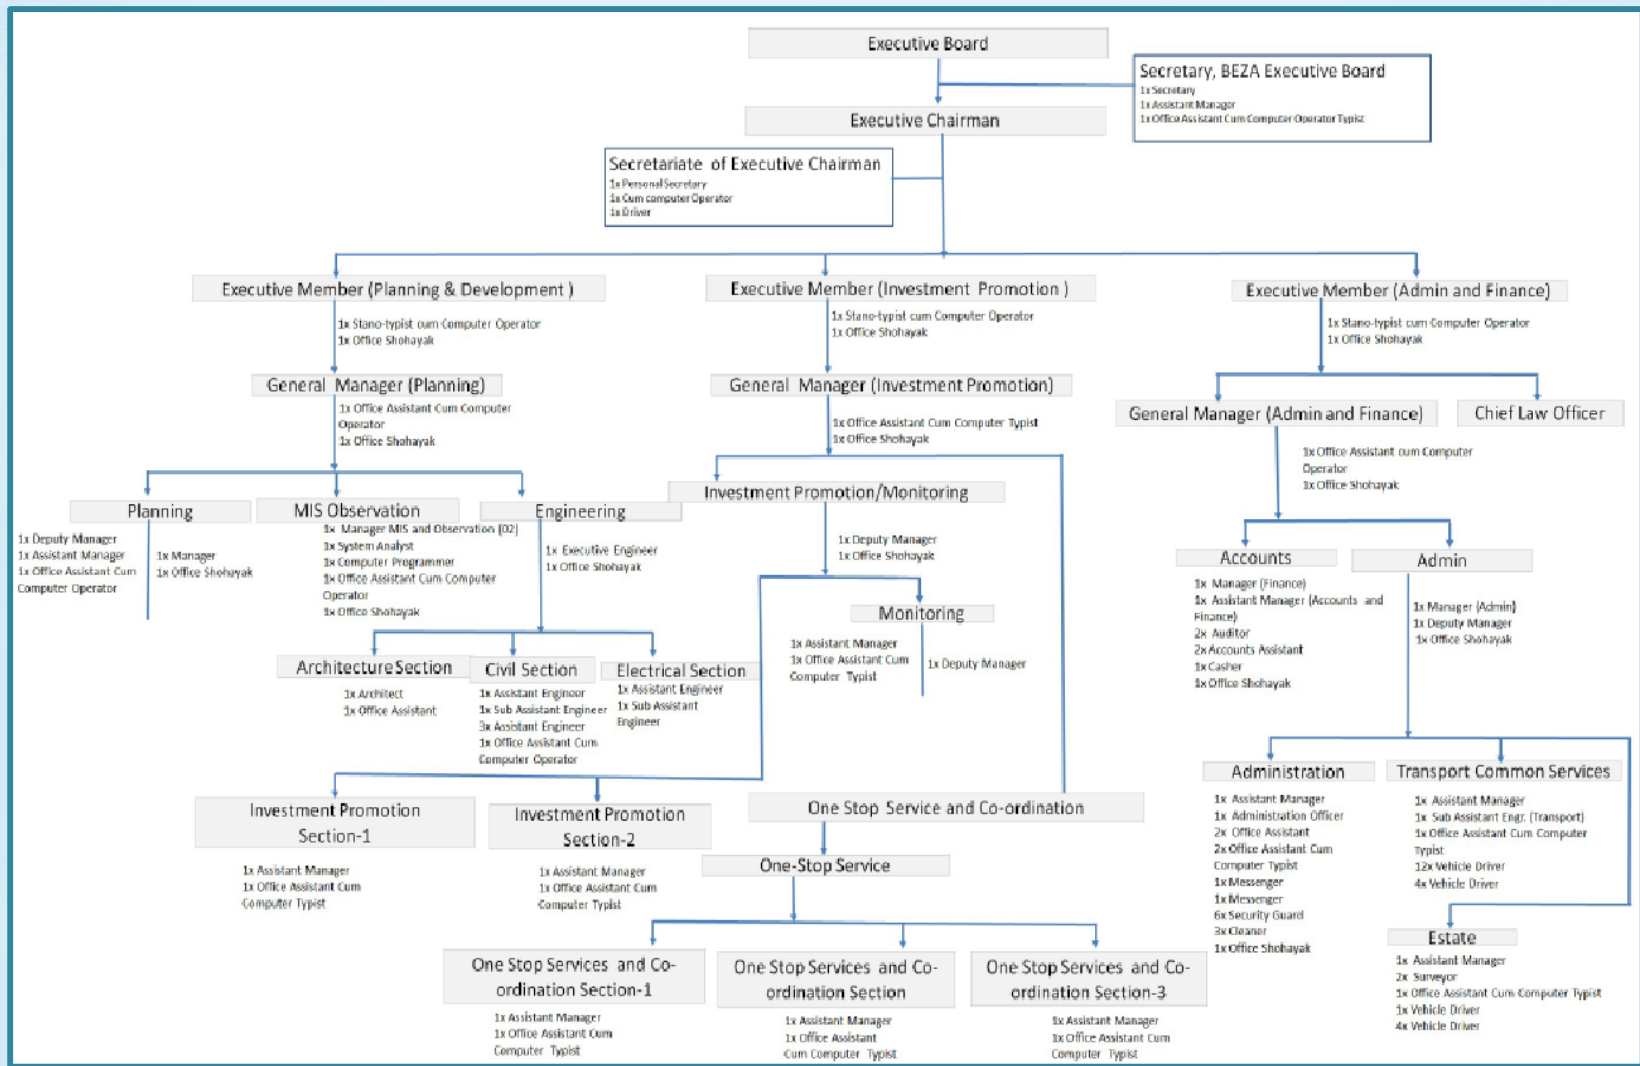 Executive Board
Secretary, BEZA Executive Board
1x Secretary
1x Assistant Manager
1x Office Assistant Cum Computer Operator Typist
Executive Chairman
Secretariate of Executive Chairman
1x Personal Secretary
1x Cum computer Operator
1x Driver
Executive Member (Planning & Development )
1x Stano-typist cum Computer Operator
1x Office Shohayak
General Manager (Planning)
1x Office Assistant Cum Computer
Operator
1x Office Shohayak
Planning
1x Deputy Manager
1x Assistant Manager
1x Office Assistant Cum
Computer Operator
1x Manager
1x Office Shohayak
MIS Observation
1x Manager MIS and Observation (02)
1x System Analyst
1x Computer Programmer
1x Office Assistant Cum Computer
Operator
1x Office Shohayak
Engineering
1x Executive Engineer
1x Office Shohayak
Architecture Section
1x Architect
1x Office Assistant
Civil Section
1x Assistant Engineer
1x Sub Assistant Engineer
3x Assistant Engineer
1x Office Assistant Cum
Computer Operator
Electrical Section
1x Assistant Engineer
1x Sub Assistant
Engineer
Executive Member (Investment Promotion )
1x Stano-typist cum Computer Operator
1x Office Shohayak
General Manager (Investment Promotion)
1x Office Assistant Cum Computer Typist
1x Office Shohayak
Investment Promotion/Monitoring
1x Deputy Manager
1x Office Shohayak
Monitoring
1x Assistant Manager
1x Office Assistant Cum
Computer Typist
1x Deputy Manager
Investment Promotion
Section-1
1x Assistant Manager
1x Office Assistant Cum
Computer Typist
Investment Promotion
Section-2
1x Assistant Manager
1x Office Assistant Cum
Computer Typist
One Stop Service and Co-ordination
One-Stop Service
One Stop Services and Co-
ordination Section-1
1x Assistant Manager
1x Office Assistant Cum
Computer Typist
One Stop Services and Co-
ordination Section
1x Assistant Manager
1x Office Assistant
Cum Computer Typist
One Stop Services and Co-
ordination Section-3
1x Assistant Manager
1x Office Assistant Cum
Computer Typist
Executive Member (Admin and Finance)
1x Stano-typist cum Computer Operator
1x Office Shohayak
General Manager (Admin and Finance)
Chief Law Officer
1x Office Assistant cum Computer
Operator
1x Office Shohayak
Accounts
1x Manager (Finance)
1x Assistant Manager (Accounts and
Finance)
2x Auditor
2x Accounts Assistant
1x Casher
1x Office Shohayak
Admin
1x Manager (Admin)
1x Deputy Manager
1x Office Shohayak
Administration
1x Assistant Manager
1x Administration Officer
2x Office Assistant
2x Office Assistant Cum
Computer Typist
1x Messenger
1x Messenger
6x Security Guard
3x Cleaner
1x Office Shohayak
Transport Common Services
1x Assistant Manager
1x Sub Assistant Engr. (Transport)
1x Office Assistant Cum Computer
Typist
12x Vehicle Driver
4x Vehicle Driver
Estate
1x Assistant Manager
2x Surveyor
1x Office Assistant Cum Computer Typist
1x Vehicle Driver
4x Vehicle Driver